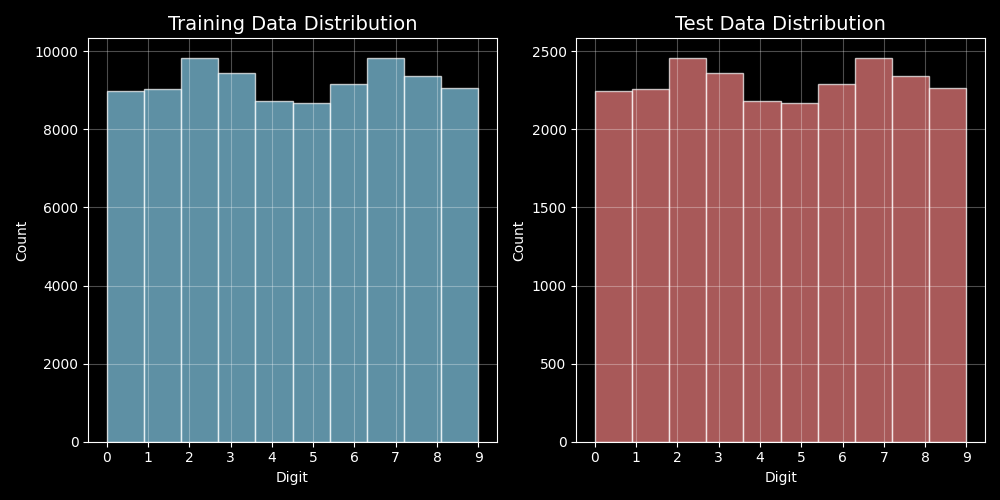 Training Data Distribution
10000
8000
6000
4000
2000
0
Count
0 1 2 3 4 5 6 7 8 9
Digit
Test Data Distribution
2500
2000
1500
1000
500
0
Count
0 1 2 3 4 5 6 7 8 9
Digit